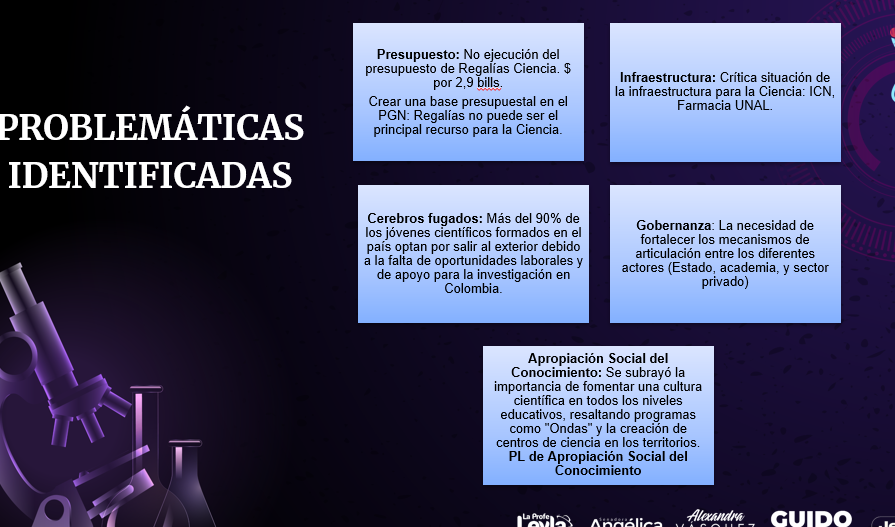 PROBLEMÁTICAS
IDENTIFICADAS
Presupuesto: No ejecución del
presupuesto de Regalías Ciencia. $
por 2,9 bills.
Crear una base presupuestal en el
PGN: Regalías no puede ser el
principal recurso para la Ciencia.
Infraestructura: Crítica situación de
la infraestructura para la Ciencia: ICN,
Farmacia UNAL.
Cerebros fugados: Más del 90% de
los jóvenes científicos formados en el
país optan por salir al exterior debido
a la falta de oportunidades laborales y
de apoyo para la investigación en
Colombia.
Gobernanza: La necesidad de
fortalecer los mecanismos de
articulación entre los diferentes
actores (Estado, academia, y sector
privado)
Apropiación Social del
Conocimiento: Se subrayó la
importancia de fomentar una cultura
científica en todos los niveles
educativos, resaltando programas
como "Ondas" y la creación de
centros de ciencia en los territorios.
PL de Apropiación Social del
Conocimiento
La Profe
Leyla
Angélica
Alexandra
VÁSQUEZ
GUIDO